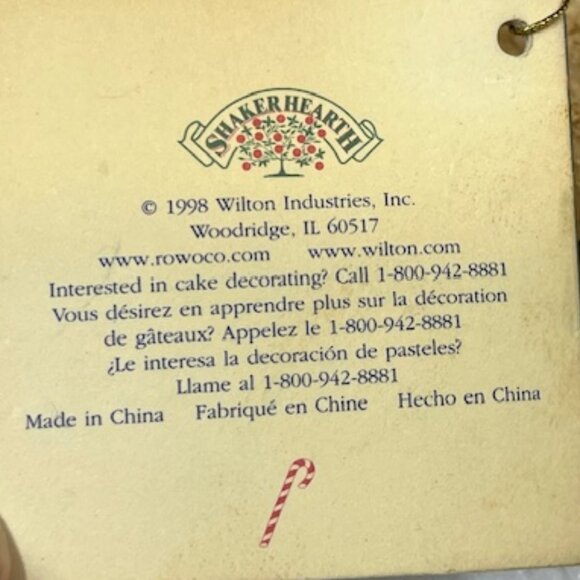 SHAKER HEARTH
© 1998 Wilton Industries, Inc.
Woodridge, IL 60517
www.rowoco.com www.wilton.com
Interested in cake decorating? Call 1-800-942-8881
Vous désirez en apprendre plus sur la décoration
de gâteaux? Appelez le 1-800-942-8881
¿Le interesa la decoración de pasteles?
Llame al 1-800-942-8881
Made in China Fabriqué en Chine Hecho en China